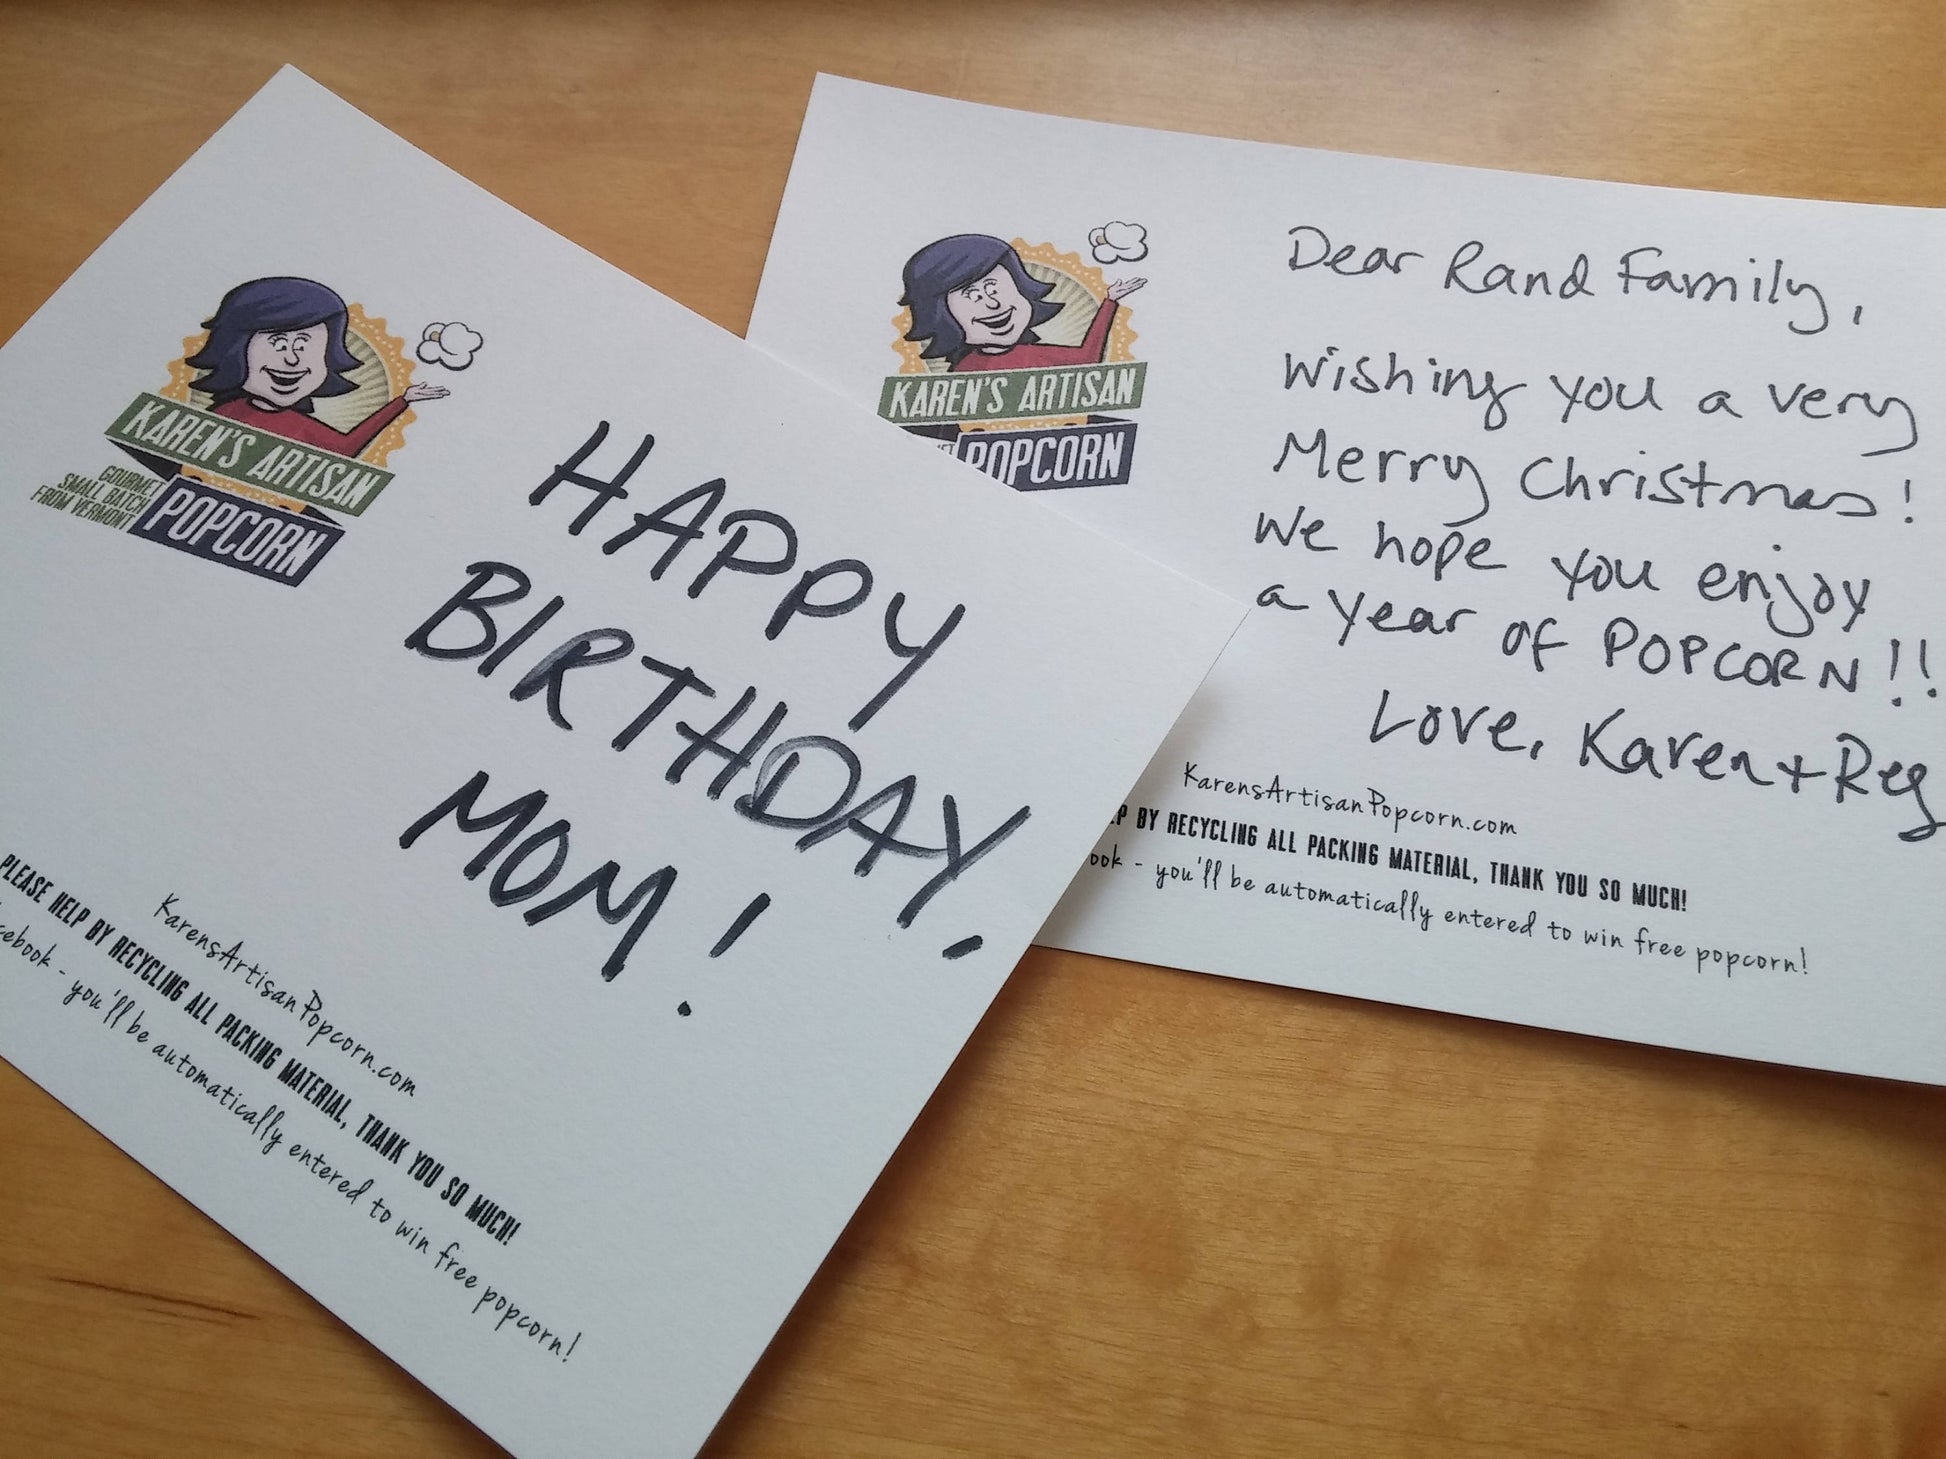 KAREN'S ARTISAN
POPCORN
GOURMET
SMALL BATCH
FROM VERMONT
HAPPY
BIRTHDAY,
MOM!
KarensArtisanPopcorn.com
PLEASE HELP BY RECYCLING ALL PACKING MATERIAL, THANK YOU SO MUCH!
- you'll be automatically entered to win free popcorn!
KAREN'S ARTISAN
POPCORN
Dear Rand Family,
Wishing you a very
Merry Christmas!
We hope you enjoy
a year of POPCORN!!
Love, Karen + Reg
KarensArtisanPopcorn.com
BY RECYCLING ALL PACKING MATERIAL, THANK YOU SO MUCH!
- you'll be automatically entered to win free popcorn!